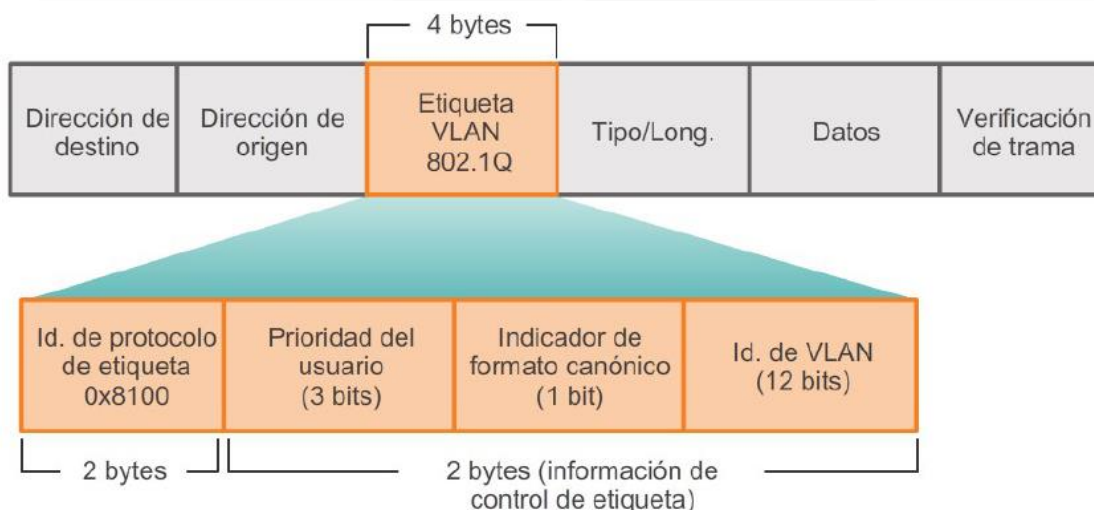 4 bytes
Dirección de
destino
Dirección de
origen
Etiqueta
VLAN
802.1Q
Tipo/Long.
Datos
Verificación
de trama
Id. de protocolo
de etiqueta
0x8100
Prioridad del
usuario
(3 bits)
Indicador de
formato canónico
(1 bit)
Id. de VLAN
(12 bits)
2 bytes
2 bytes (información de
control de etiqueta)